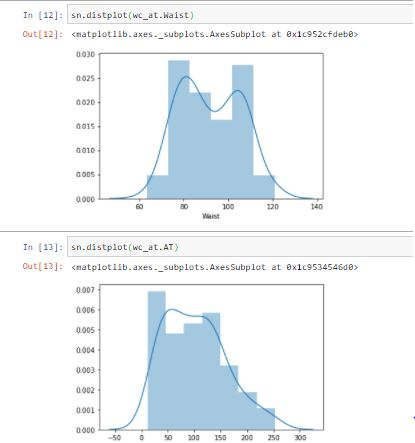 In [12]: sn.distplot(wc_at.Waist)
Out[12]: <matplotlib.axes._subplots.AxesSubplot at 0x1c952cfdeb0>
0.030
0.025
0.020
0.015
0.010
0.005
0.000
60 80 100 120 140
Waist
In [13]: sn.distplot(wc_at.AT)
Out[13]: <matplotlib.axes._subplots.AxesSubplot at 0x1c9534546d0>
0.007
0.006
0.005
0.004
0.003
0.002
0.001
0.000
-50 0 50 100 150 200 250 300